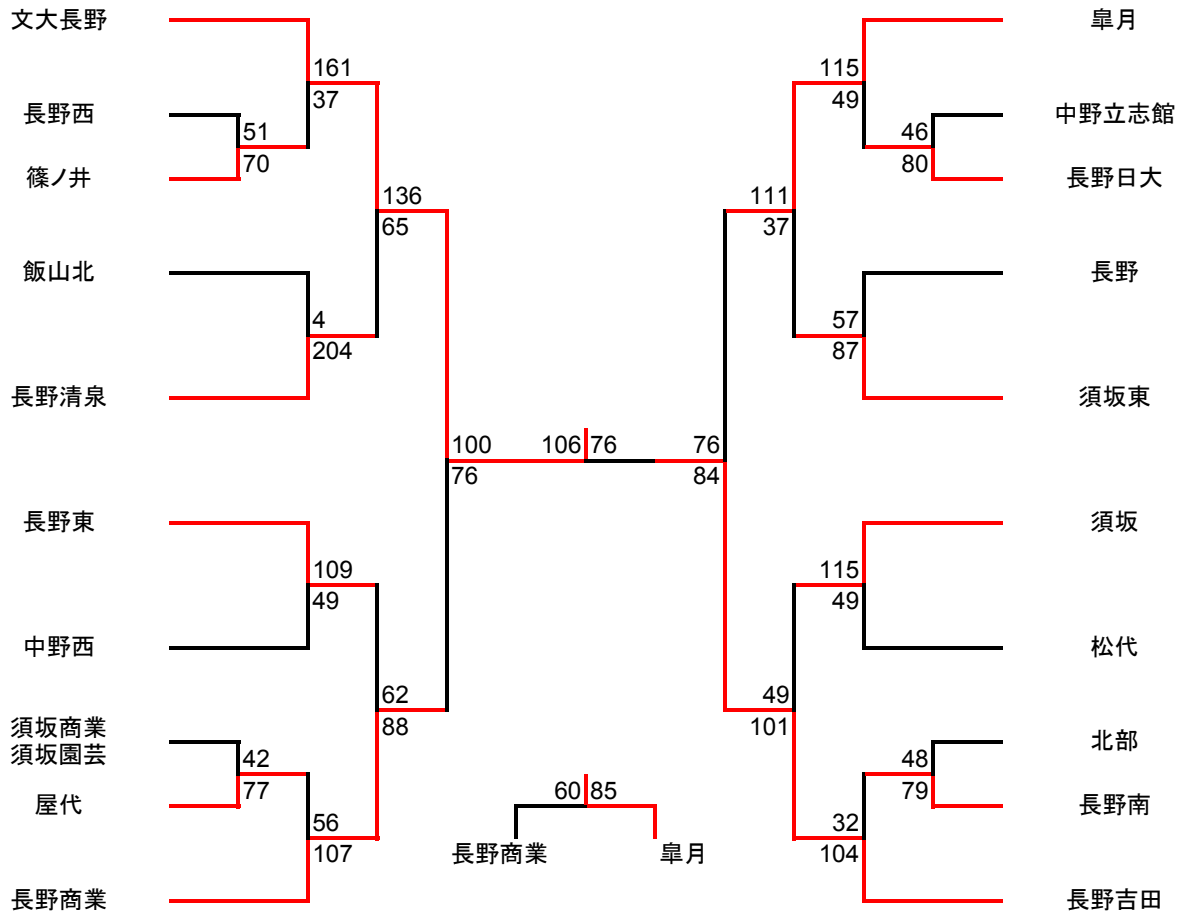 文大長野
皐月
161
115
37
49
長野西
中野立志館
51
46
70
80
篠ノ井
長野日大
136
111
65
37
飯山北
長野
4
57
204
87
長野清泉
須坂東
100
106
76
76
76
84
長野東
須坂
109
115
49
49
中野西
松代
62
49
88
101
須坂商業
須坂園芸
北部
42
48
77
79
屋代
長野南
60
85
56
32
107
104
長野商業
皐月
長野商業
長野吉田